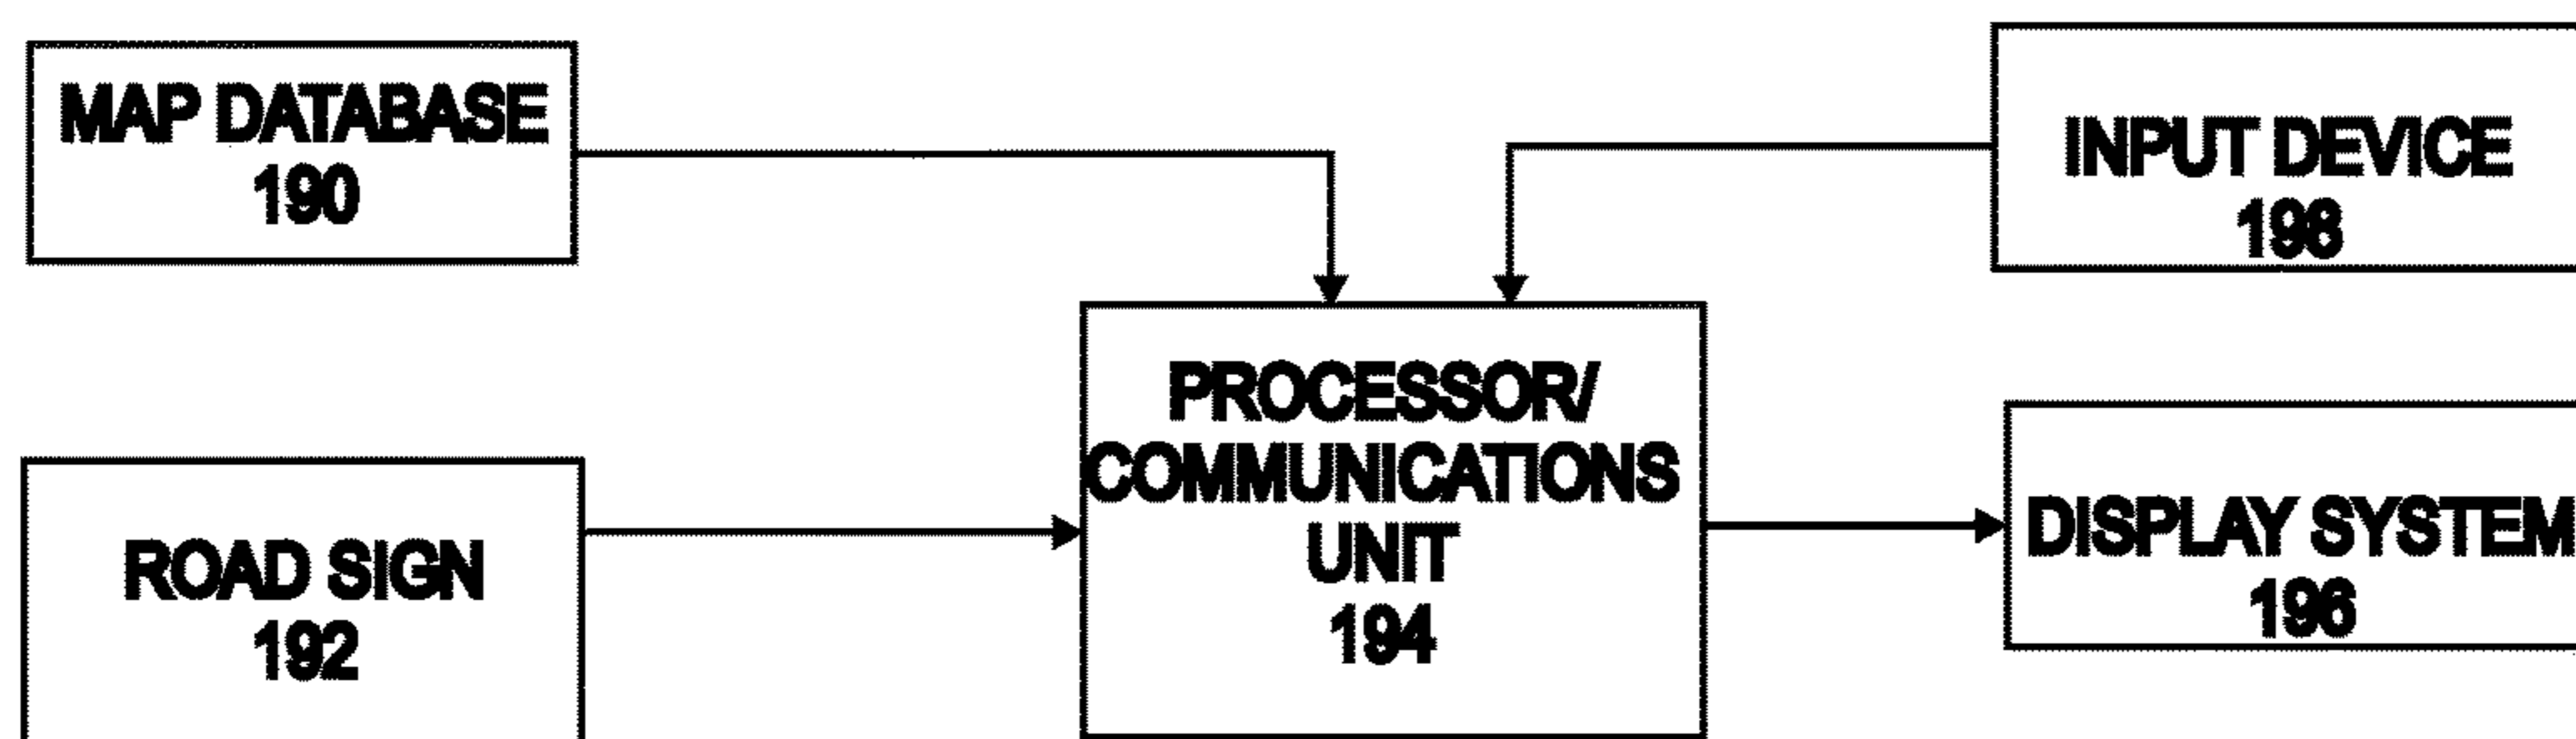 MAP DATABASE
190
INPUT DEVICE
198
ROAD SIGN
192
PROCESSOR/
COMMUNICATIONS
UNIT
194
DISPLAY SYSTEM
196